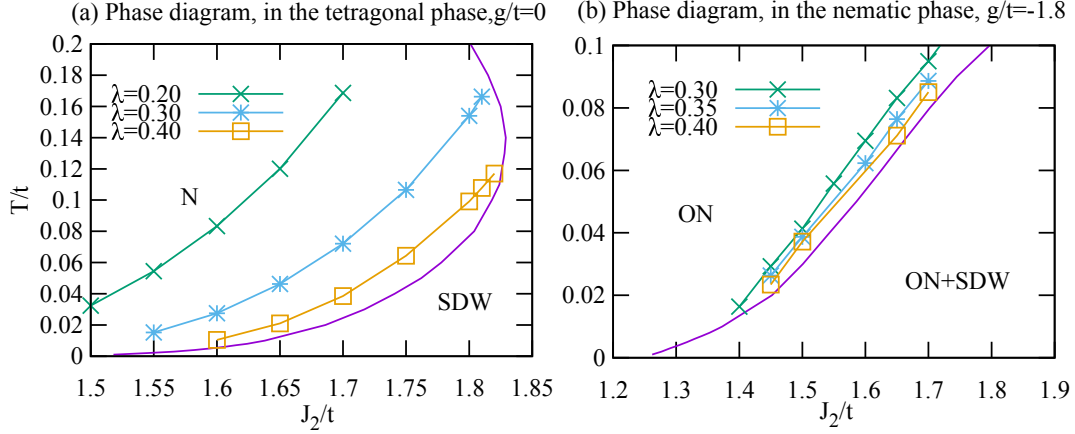 (a) Phase diagram, in the tetragonal phase,g/t=0
T/t
0.2
0.18
0.16
0.14
0.12
0.1
0.08
0.06
0.04
0.02
0
λ=0.20
λ=0.30
λ=0.40
N
SDW
1.5 1.55 1.6 1.65 1.7 1.75 1.8 1.85
J₂/t
(b) Phase diagram, in the nematic phase, g/t=-1.8
0.1
0.08
0.06
0.04
0.02
0
λ=0.30
λ=0.35
λ=0.40
ON
ON+SDW
1.2 1.3 1.4 1.5 1.6 1.7 1.8 1.9
J₂/t